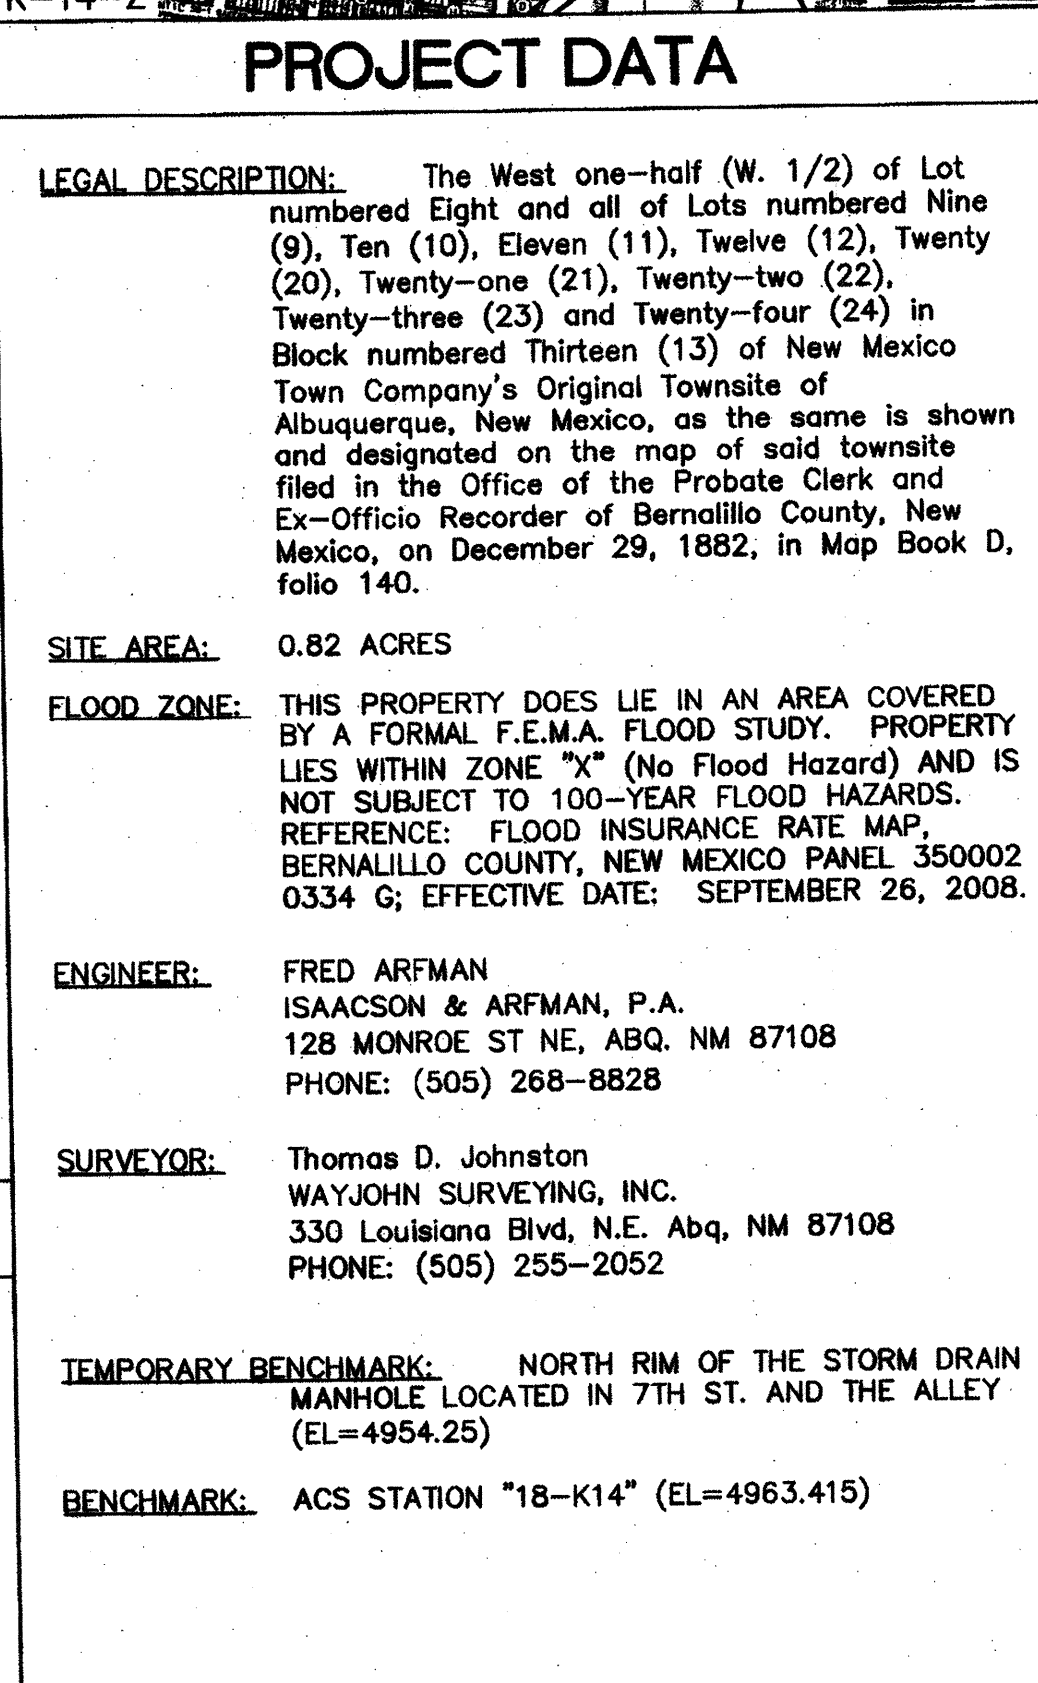 PROJECT DATA
LEGAL DESCRIPTION: The West one-half (W. 1/2) of Lot
numbered Eight and all of Lots numbered Nine
(9), Ten (10), Eleven (11), Twelve (12), Twenty
(20), Twenty-one (21), Twenty-two (22),
Twenty-three (23) and Twenty-four (24) in
Block numbered Thirteen (13) of New Mexico
Town Company's Original Townsite of
Albuquerque, New Mexico, as the same is shown
and designated on the map of said townsite
filed in the Office of the Probate Clerk and
Ex-Officio Recorder of Bernalillo County, New
Mexico, on December 29, 1882, in Map Book D,
folio 140.
SITE AREA: 0.82 ACRES
FLOOD ZONE: THIS PROPERTY DOES LIE IN AN AREA COVERED
BY A FORMAL F.E.M.A. FLOOD STUDY. PROPERTY
LIES WITHIN ZONE "X" (No Flood Hazard) AND IS
NOT SUBJECT TO 100-YEAR FLOOD HAZARDS.
REFERENCE: FLOOD INSURANCE RATE MAP,
BERNALILLO COUNTY, NEW MEXICO PANEL 350002
0334 G; EFFECTIVE DATE: SEPTEMBER 26, 2008.
ENGINEER: FRED ARFMAN
ISAACSON & ARFMAN, P.A.
128 MONROE ST NE, ABQ. NM 87108
PHONE: (505) 268-8828
SURVEYOR: Thomas D. Johnston
WAYJOHN SURVEYING, INC.
330 Louisiana Blvd, N.E. Abq, NM 87108
PHONE: (505) 255-2052
TEMPORARY BENCHMARK: NORTH RIM OF THE STORM DRAIN
MANHOLE LOCATED IN 7TH ST. AND THE ALLEY
(EL=4954.25)
BENCHMARK: ACS STATION "18-K14" (EL=4963.415)